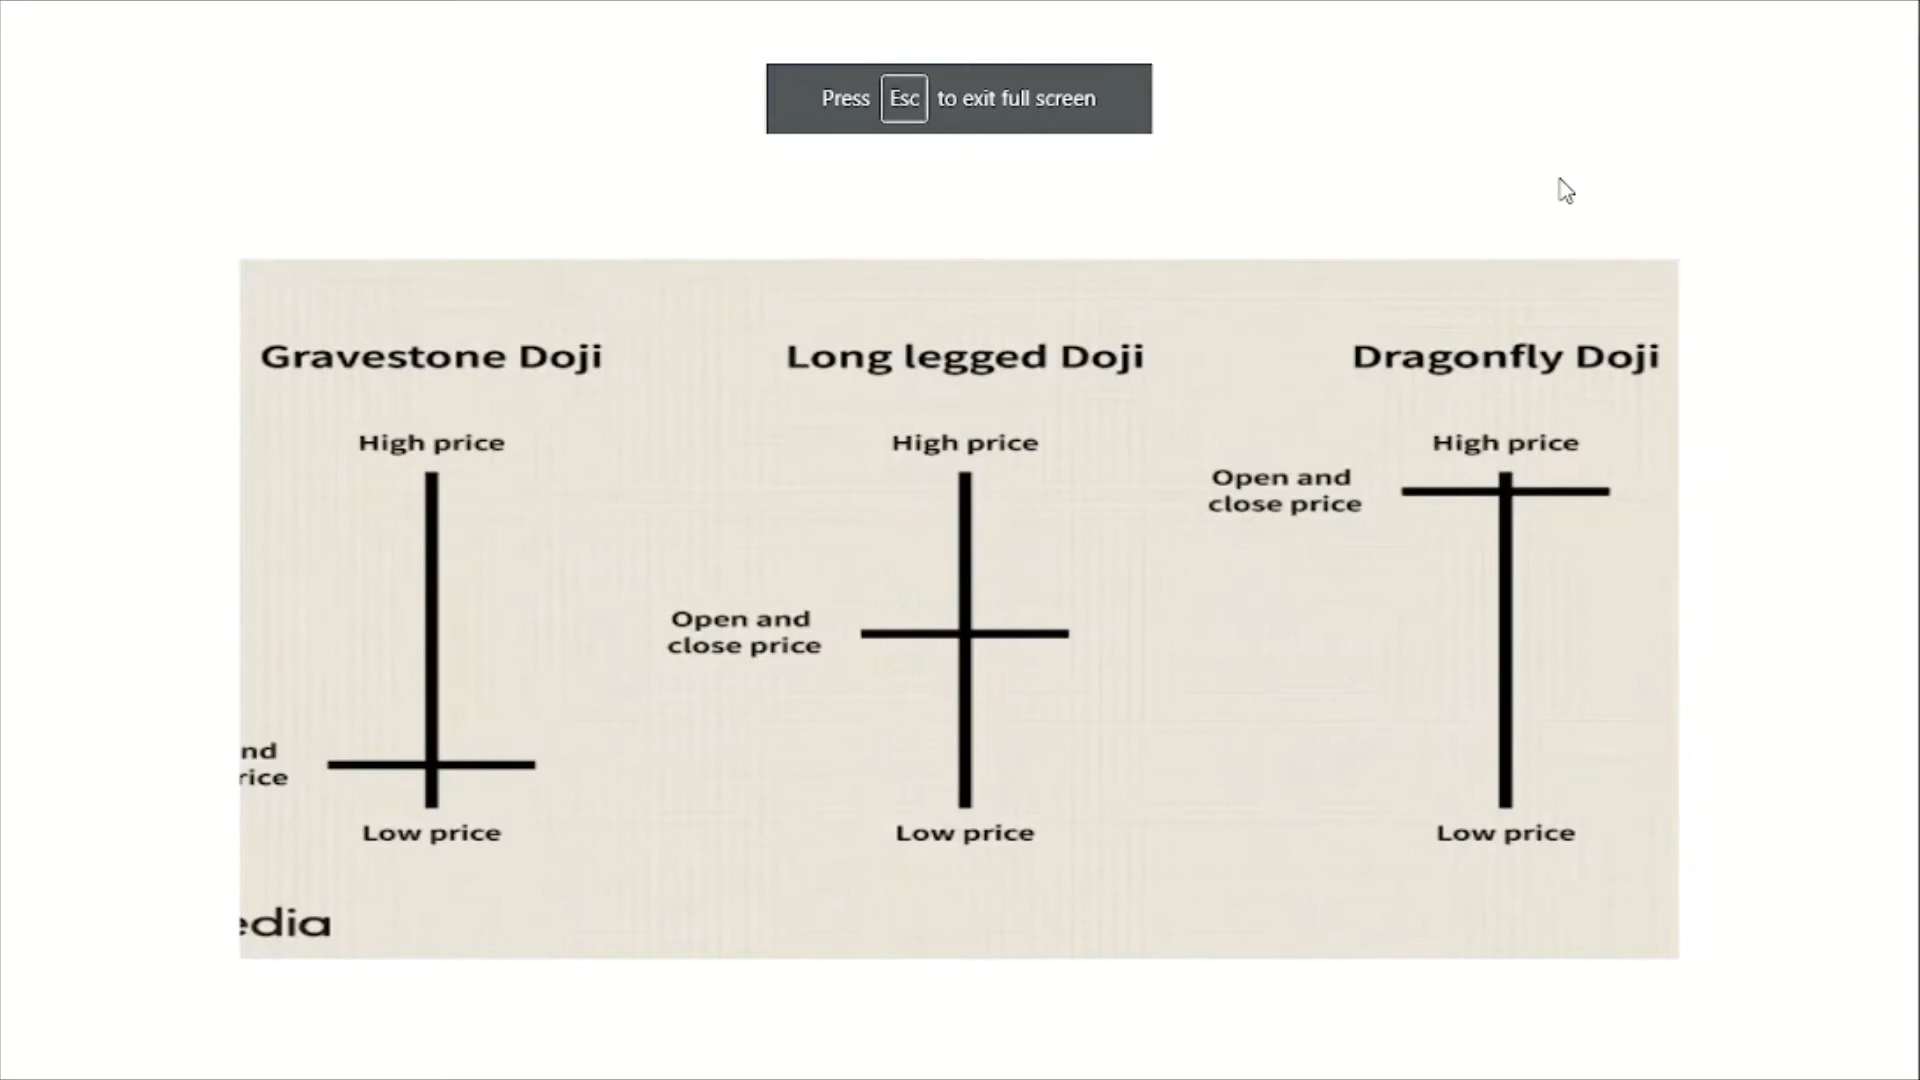 Press Esc to exit full screen
Gravestone Doji
Long legged Doji
Dragonfly Doji
High price
High price
High price
Open and
close price
Open and
close price
nd
rice
Low price
Low price
Low price
edia